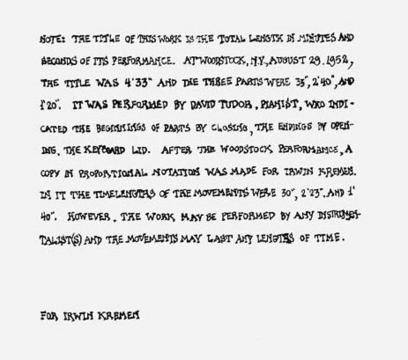 NOTE: THE TITLE OF THIS WORK IS THE TOTAL LENGTH IN MINUTES AND
SECONDS OF ITS PERFORMANCE. AT WOODSTOCK, N.Y., AUGUST 29, 1952,
THE TITLE WAS 4'33" AND THE THREE PARTS WERE 33", 2'40", AND
1'20". IT WAS PERFORMED BY DAVID TUDOR, PIANIST, WHO INDI-
CATED THE BEGINNINGS OF PARTS BY CLOSING, THE ENDINGS BY OPEN-
ING, THE KEYBOARD LID. AFTER THE WOODSTOCK PERFORMANCE, A
COPY IN PROPORTIONAL NOTATION WAS MADE FOR IRWIN KREMEN.
IN IT THE TIMELENGTHS OF THE MOVEMENTS WERE 30", 2'23", AND 1'
40". HOWEVER, THE WORK MAY BE PERFORMED BY ANY INSTRUMEN-
TALIST(S) AND THE MOVEMENTS MAY LAST ANY LENGTHS OF TIME.
FOR IRWIN KREMEN